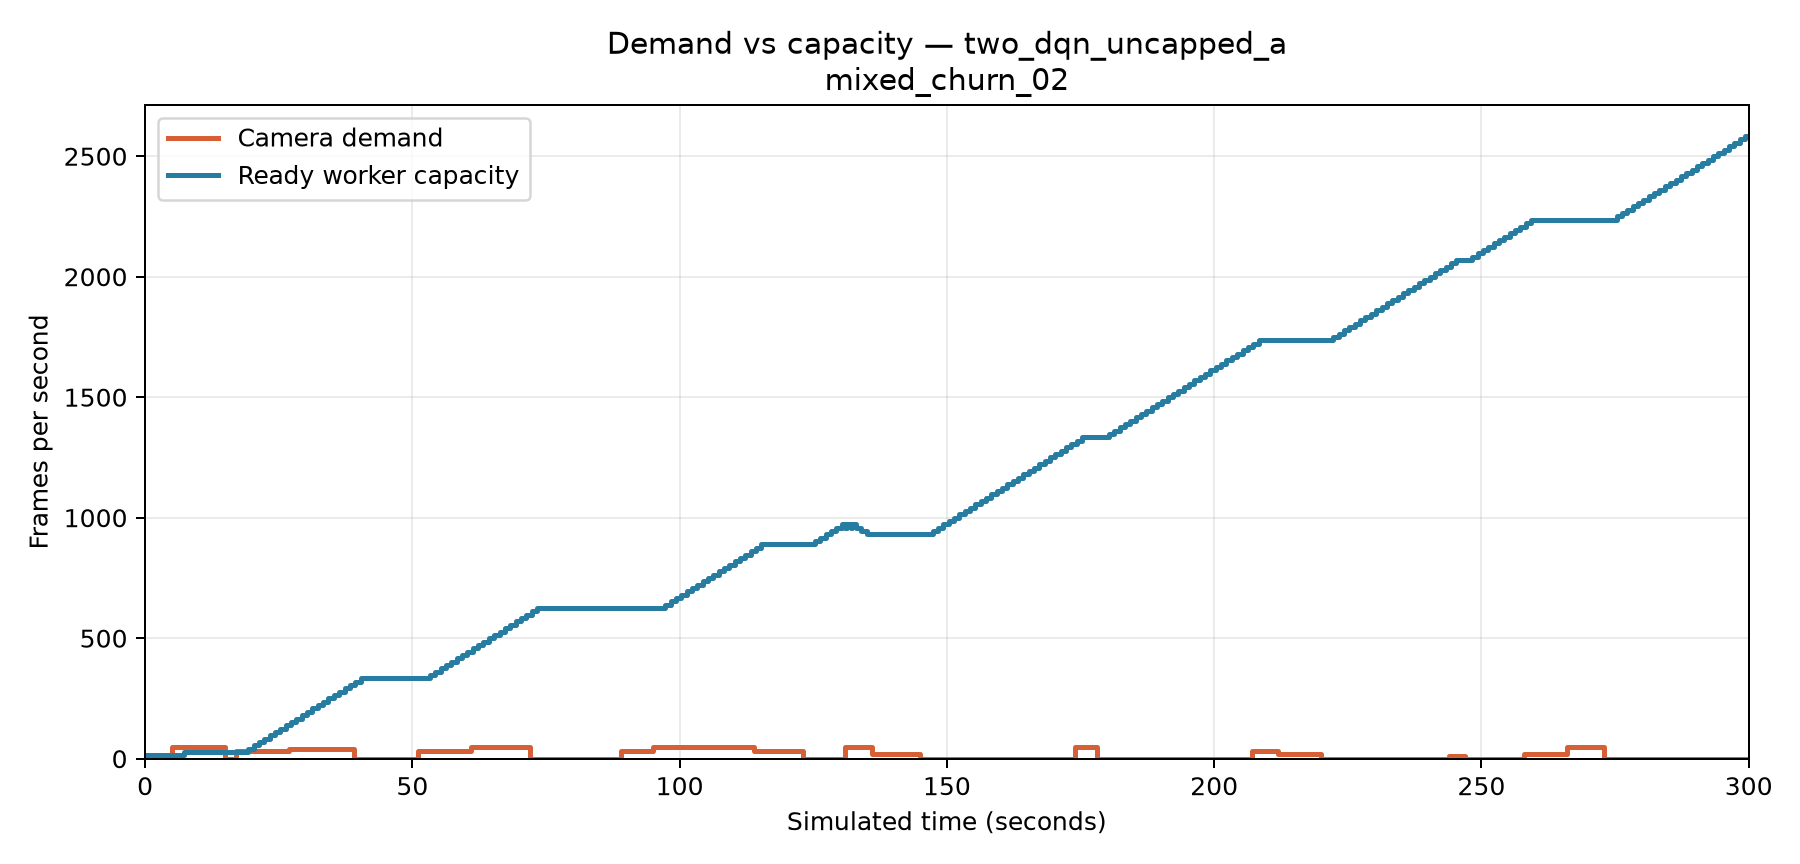 Demand vs capacity — two_dqn_uncapped_a
mixed_churn_02
Camera demand
Ready worker capacity
Frames per second
2500
2000
1500
1000
500
0
0 50 100 150 200 250 300
Simulated time (seconds)